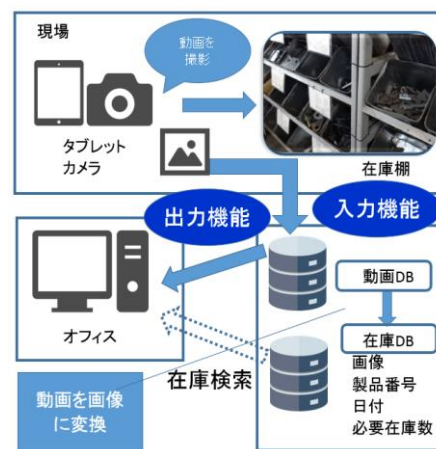 現場
動画を
撮影
タブレット
カメラ
在庫棚
出力機能
入力機能
オフィス
動画DB
在庫DB
画像
製品番号
日付
必要在庫数
在庫検索
動画を画像
に変換